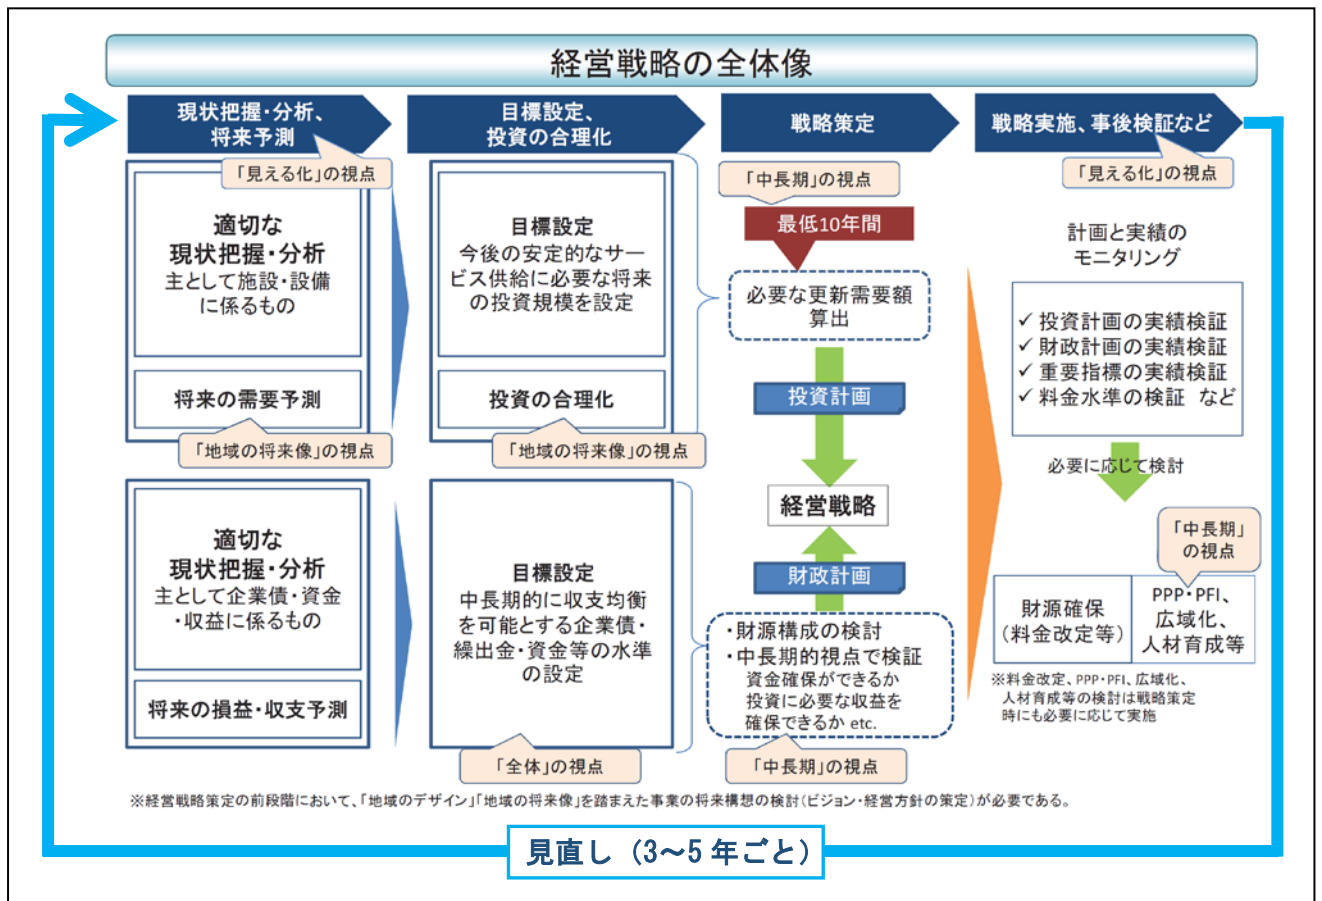 経営戦略の全体像
現状把握・分析、
将来予測
「見える化」の視点
適切な
現状把握・分析
主として施設・設備
に係るもの
将来の需要予測
「地域の将来像」の視点
適切な
現状把握・分析
主として企業債・資金
・収益に係るもの
将来の損益・収支予測
目標設定、
投資の合理化
目標設定
今後の安定的なサー
ビス供給に必要な将来
の投資規模を設定
投資の合理化
「地域の将来像」の視点
目標設定
中長期的に収支均衡
を可能とする企業債・
繰出金・資金等の水準
の設定
「全体」の視点
戦略策定
「中長期」の視点
最低10年間
必要な更新需要額
算出
投資計画
経営戦略
財政計画
・財源構成の検討
・中長期的視点で検証
資金確保ができるか
投資に必要な収益を
確保できるか etc.
「中長期」の視点
戦略実施、事後検証など
「見える化」の視点
計画と実績の
モニタリング
✓ 投資計画の実績検証
✓ 財政計画の実績検証
✓ 重要指標の実績検証
✓ 料金水準の検証 など
必要に応じて検討
「中長期」
の視点
財源確保
（料金改定等）
PPP・PFI、
広域化、
人材育成等
※料金改定、PPP・PFI、広域化、
人材育成等の検討は戦略策定
時にも必要に応じて実施
※経営戦略策定の前段階において、「地域のデザイン」「地域の将来像」を踏まえた事業の将来構想の検討（ビジョン・経営方針の策定）が必要である。
見直し（3～5 年ごと）